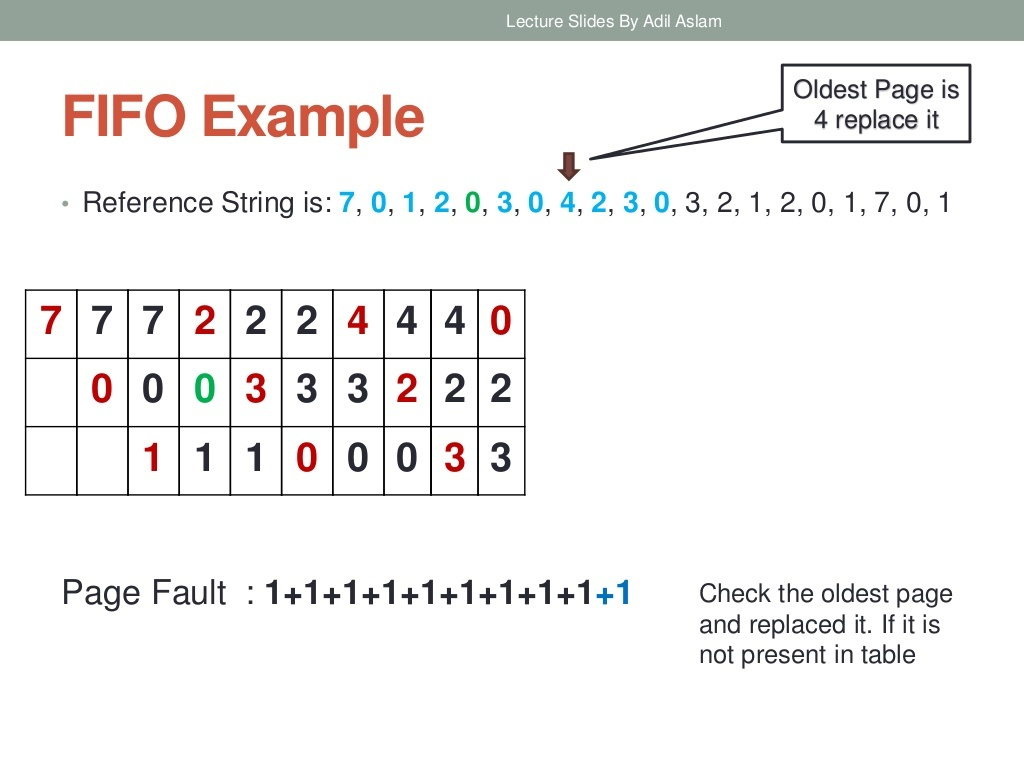 Lecture Slides By Adil Aslam
Oldest Page is
4 replace it
FIFO Example
• Reference String is: 7, 0, 1, 2, 0, 3, 0, 4, 2, 3, 0, 3, 2, 1, 2, 0, 1, 7, 0, 1
7 7 7 2 2 2 4 4 4 0
0 0 0 3 3 3 2 2 2
1 1 1 0 0 0 3 3
Page Fault : 1+1+1+1+1+1+1+1+1+1
Check the oldest page
and replaced it. If it is
not present in table